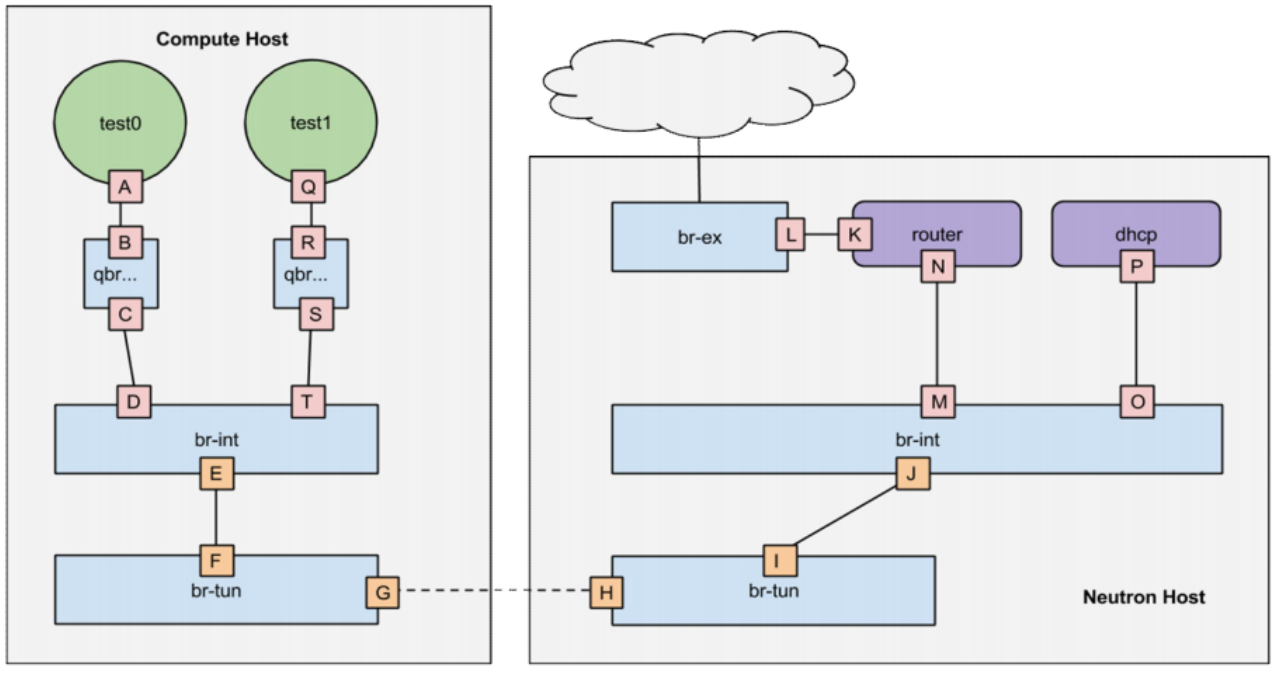 Compute Host
test0
test1
A
Q
B
R
qbr...
qbr...
C
S
D
T
br-int
E
F
br-tun
G
br-ex
L
K
router
dhcp
N
P
M
O
br-int
J
I
H
br-tun
Neutron Host